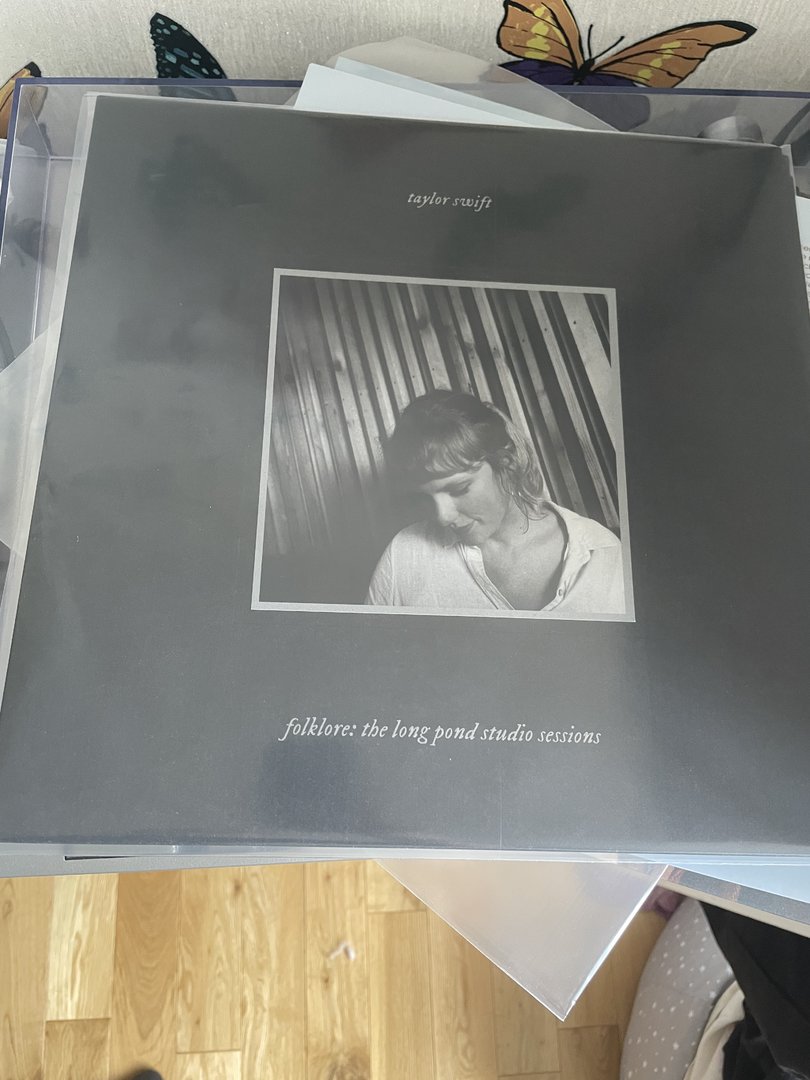 taylor swift
folklore: the long pond studio sessions